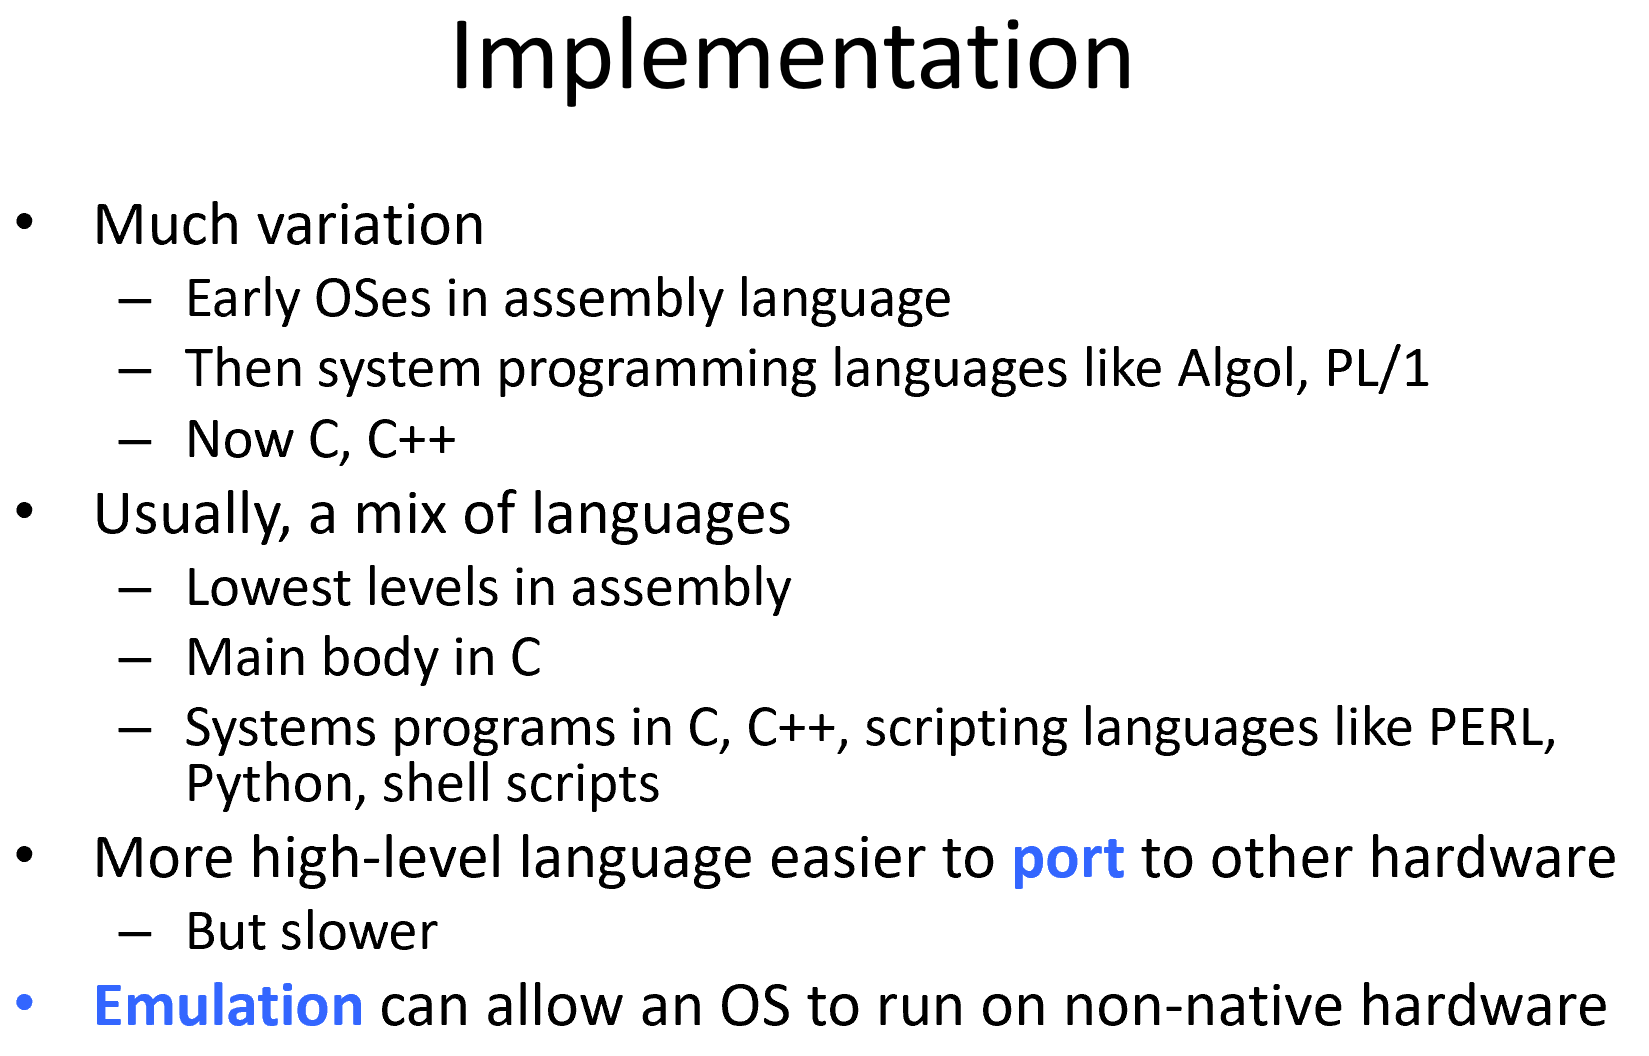 Implementation
• Much variation
– Early OSes in assembly language
– Then system programming languages like Algol, PL/1
– Now C, C++
• Usually, a mix of languages
– Lowest levels in assembly
– Main body in C
– Systems programs in C, C++, scripting languages like PERL,
Python, shell scripts
• More high-level language easier to port to other hardware
– But slower
• Emulation can allow an OS to run on non-native hardware